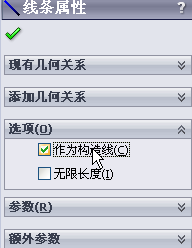 线条属性 ?
现有几何关系
添加几何关系
选项(O)
作为构造线(C)
无限长度(I)
参数(R)
额外参数